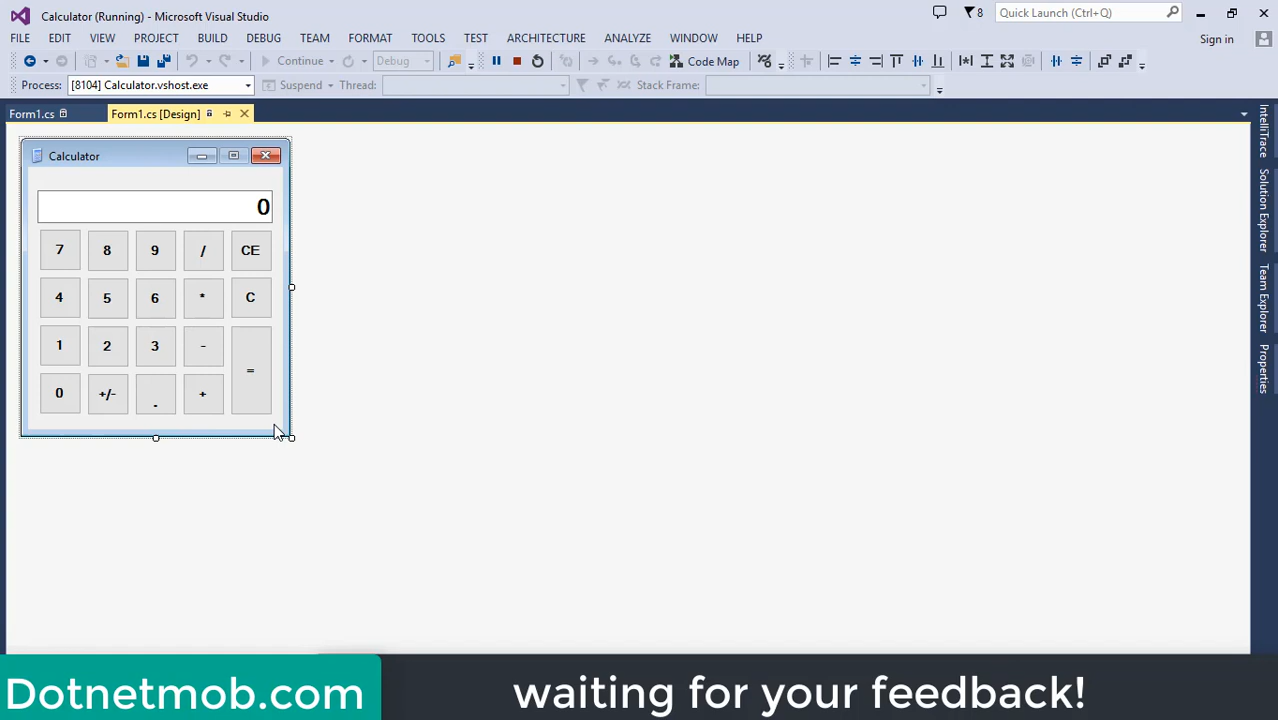 Calculator (Running) - Microsoft Visual Studio
8
Quick Launch (Ctrl+Q)
FILE EDIT VIEW PROJECT BUILD DEBUG TEAM FORMAT TOOLS TEST ARCHITECTURE ANALYZE WINDOW HELP
Sign in
Continue Debug Code Map
Process: [8104] Calculator.vshost.exe Suspend Thread: Stack Frame:
Form1.cs Form1.cs [Design]
IntelliTrace
Solution Explorer
Team Explorer
Properties
Calculator
0
7 8 9 / CE
4 5 6 * C
1 2 3 - =
0 +/- . +
Dotnetmob.com
waiting for your feedback!